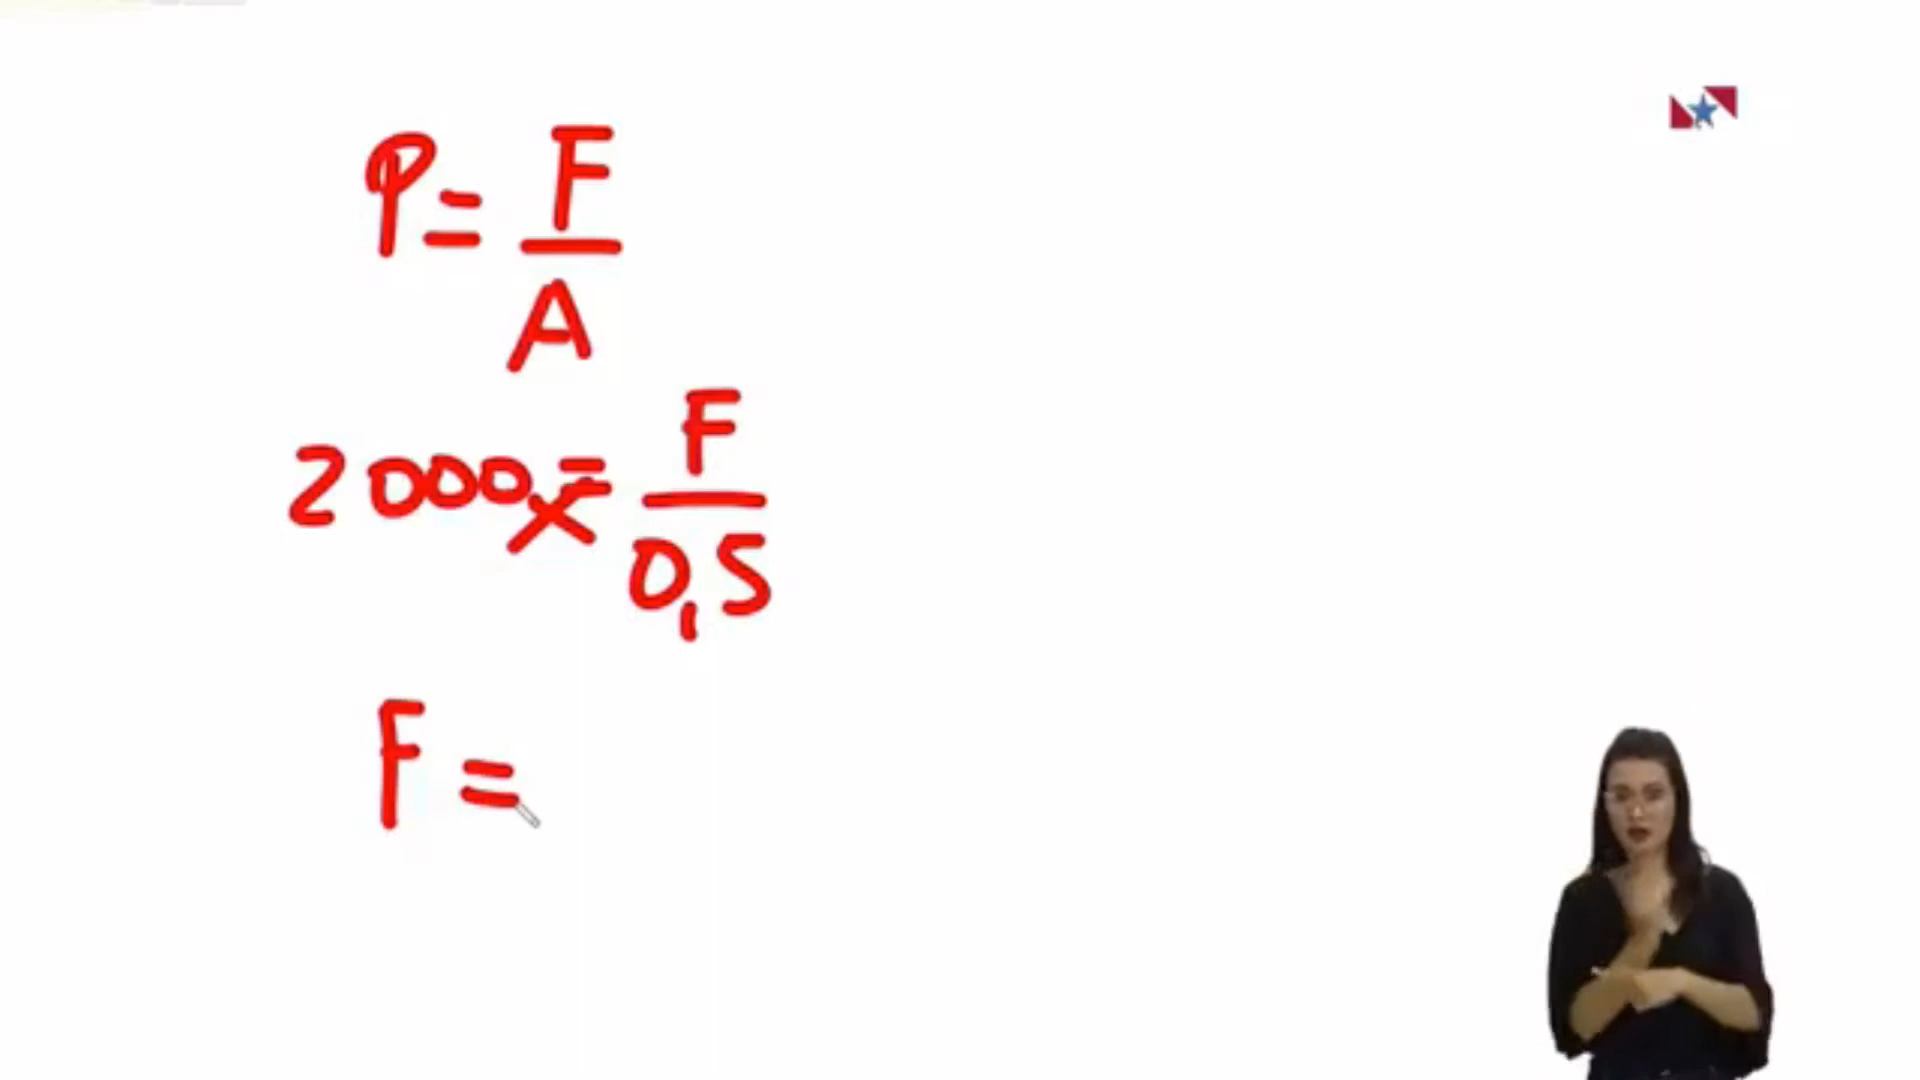 P = F/A
2000 = F/0,5
F =